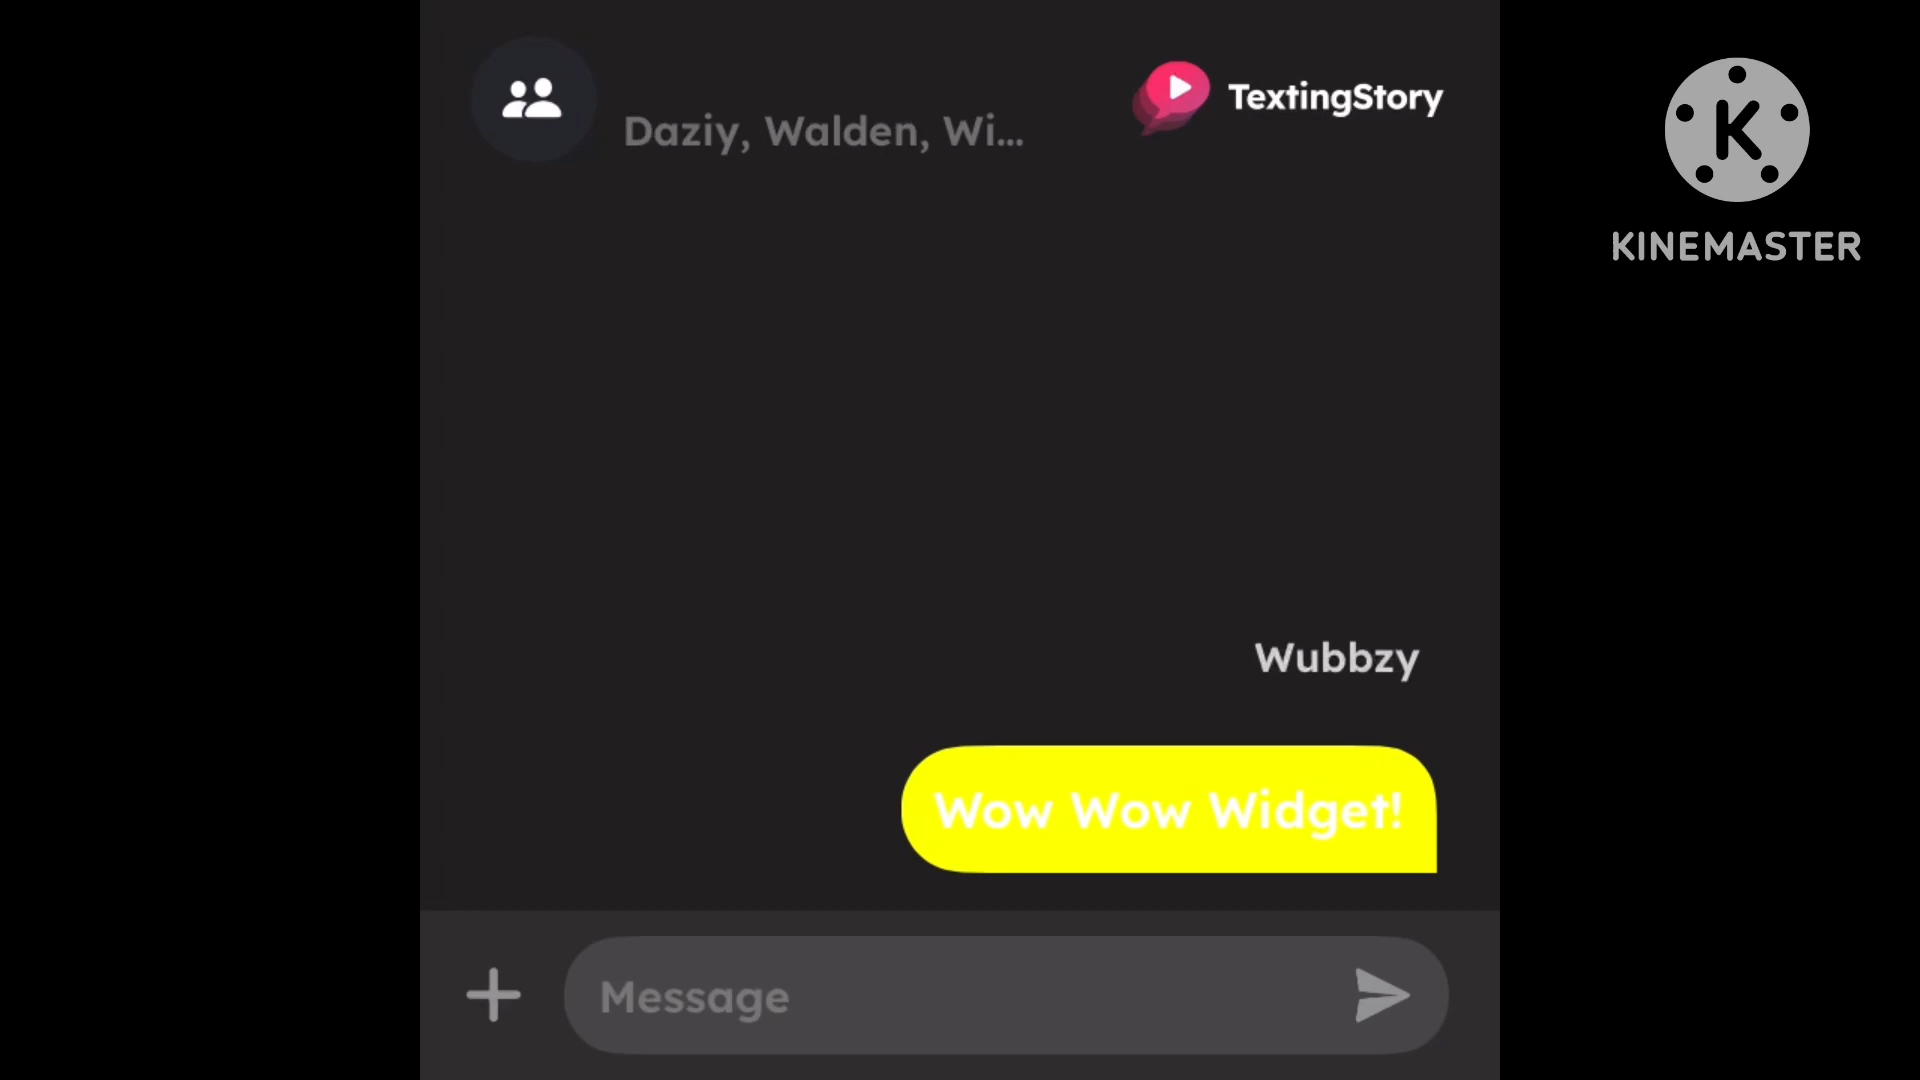 Daziy, Walden, Wi...
TextingStory
K
KINEMASTER
Wubbzy
Wow Wow Widget!
Message